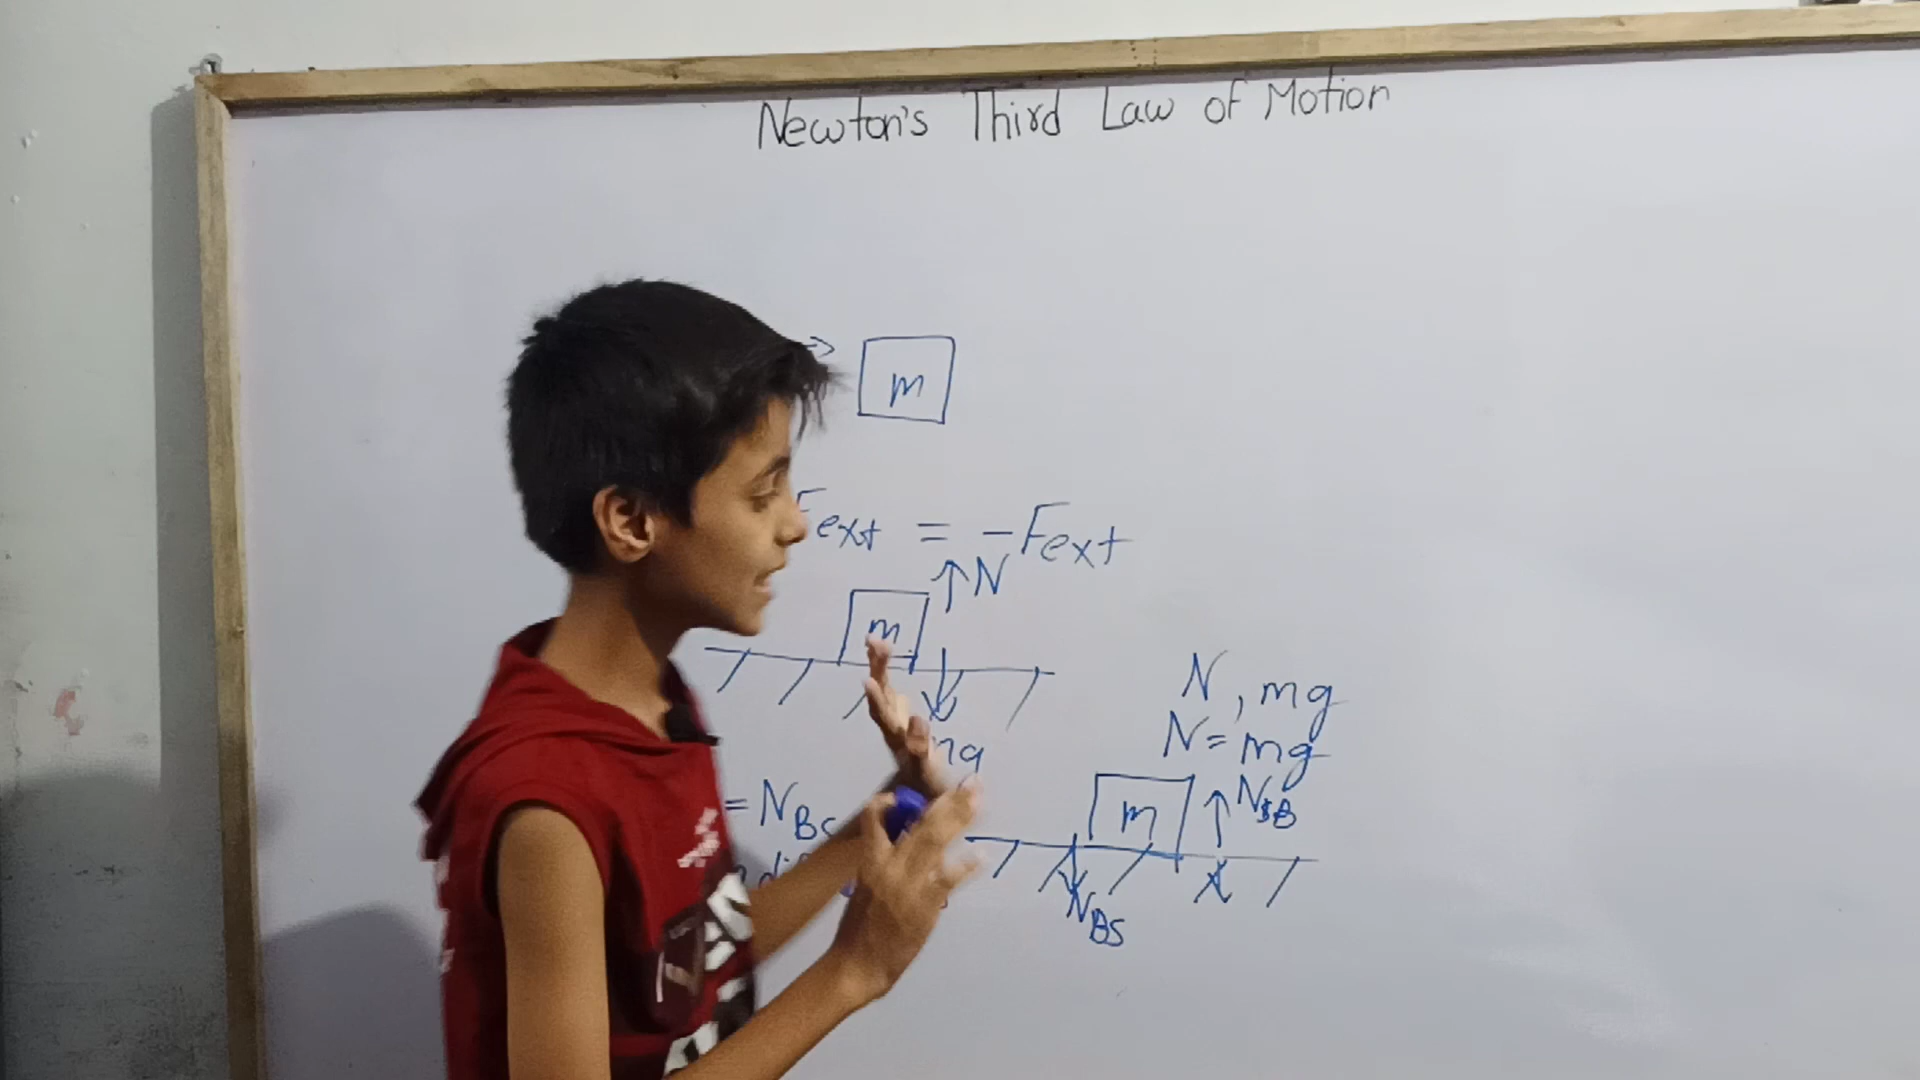 Newton's Third Law of Motion
m
Fext = -Fext
↑N
m
mg
N, mg
N = mg
= NBS
m
↑NSB
NBS